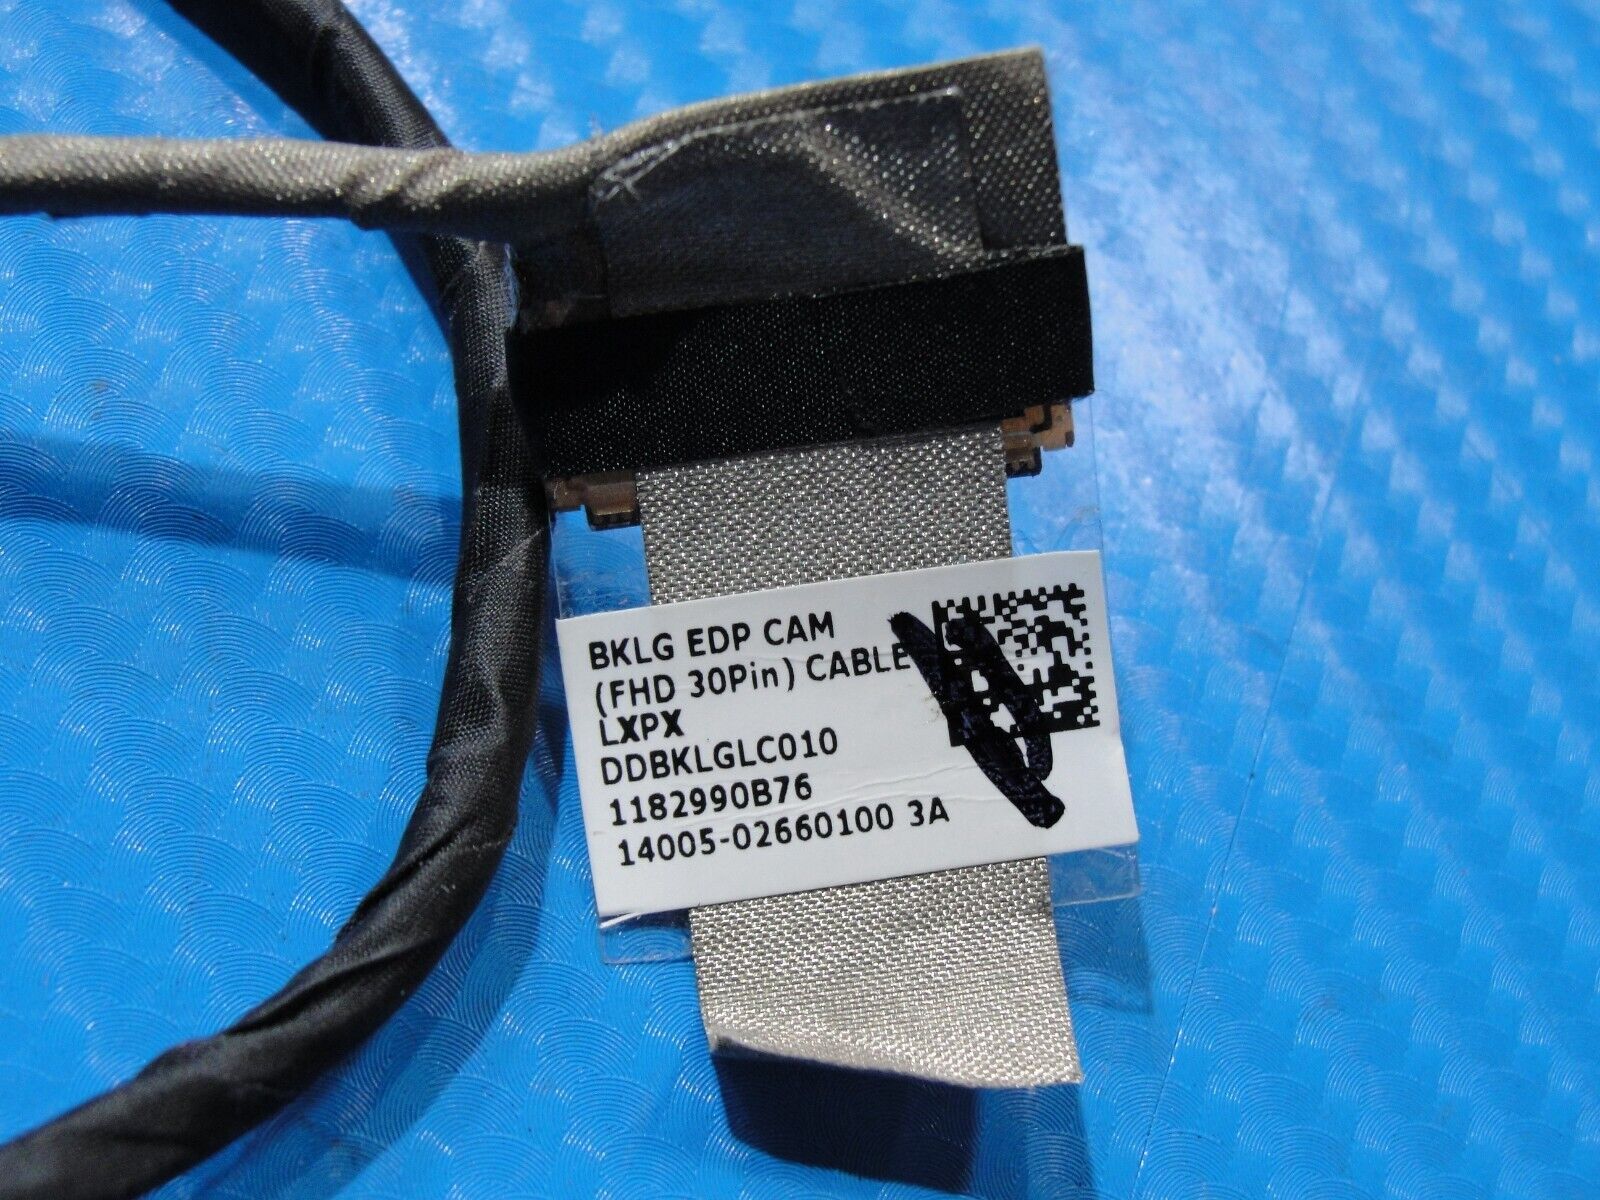 BKLG EDP CAM
(FHD 30Pin) CABLE
LXPX
DDBKLGLC010
1182990B76
14005-02660100 3A